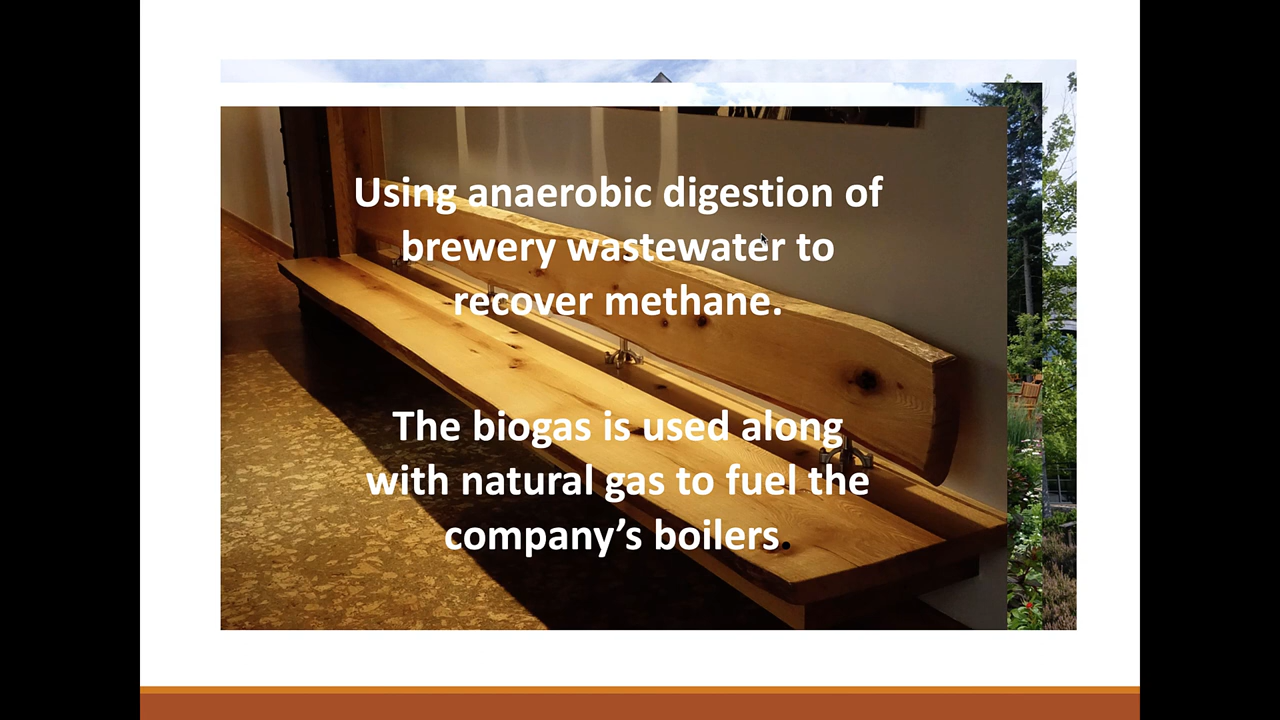 Using anaerobic digestion of
brewery wastewater to
recover methane.
The biogas is used along
with natural gas to fuel the
company’s boilers.